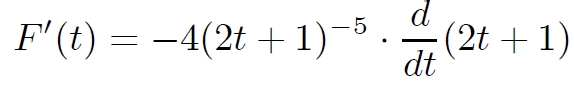 F′(t) = −4(2t + 1)⁻⁵ · d/dt (2t + 1)